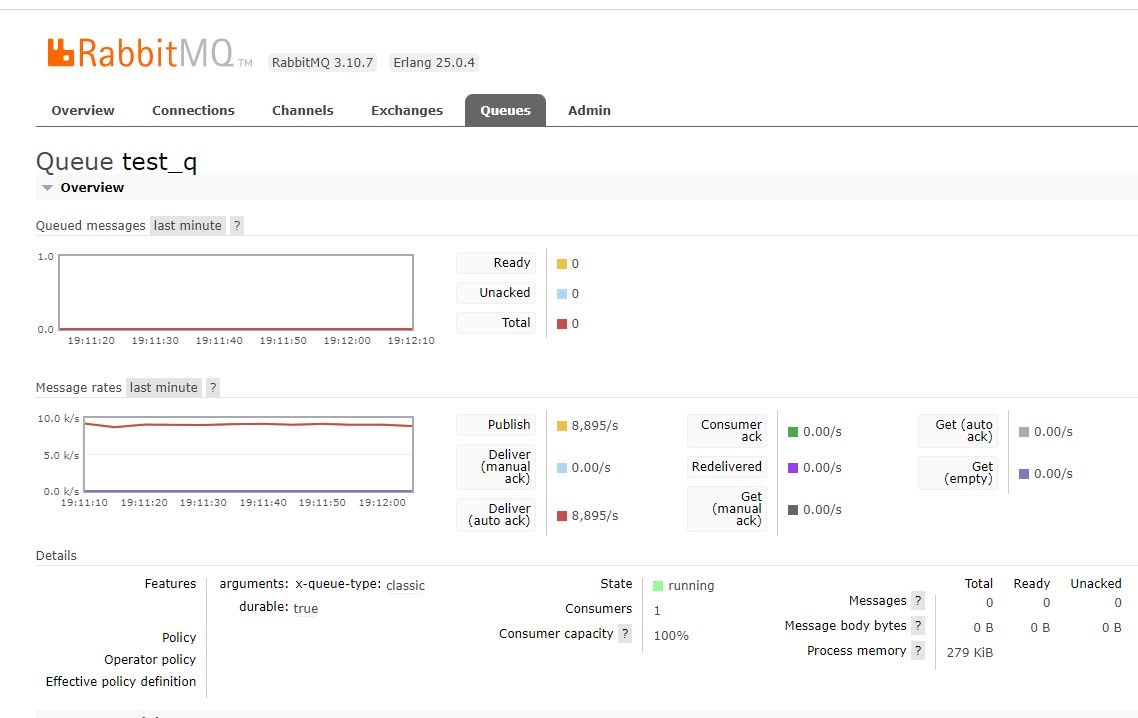 RabbitMQ TM RabbitMQ 3.10.7 Erlang 25.0.4
Overview Connections Channels Exchanges Queues Admin
Queue test_q
Overview
Queued messages last minute ?
1.0
0.0
19:11:20 19:11:30 19:11:40 19:11:50 19:12:00 19:12:10
Ready 0
Unacked 0
Total 0
Message rates last minute ?
10.0 k/s
5.0 k/s
0.0 k/s
19:11:10 19:11:20 19:11:30 19:11:40 19:11:50 19:12:00
Publish 8,895/s
Deliver
(manual
ack) 0.00/s
Deliver
(auto ack) 8,895/s
Consumer
ack 0.00/s
Redelivered 0.00/s
Get
(manual
ack) 0.00/s
Get (auto
ack) 0.00/s
Get
(empty) 0.00/s
Details
Features arguments: x-queue-type: classic
durable: true
Policy
Operator policy
Effective policy definition
State running
Consumers 1
Consumer capacity ? 100%
Total Ready Unacked
Messages ? 0 0 0
Message body bytes ? 0 B 0 B 0 B
Process memory ? 279 KiB